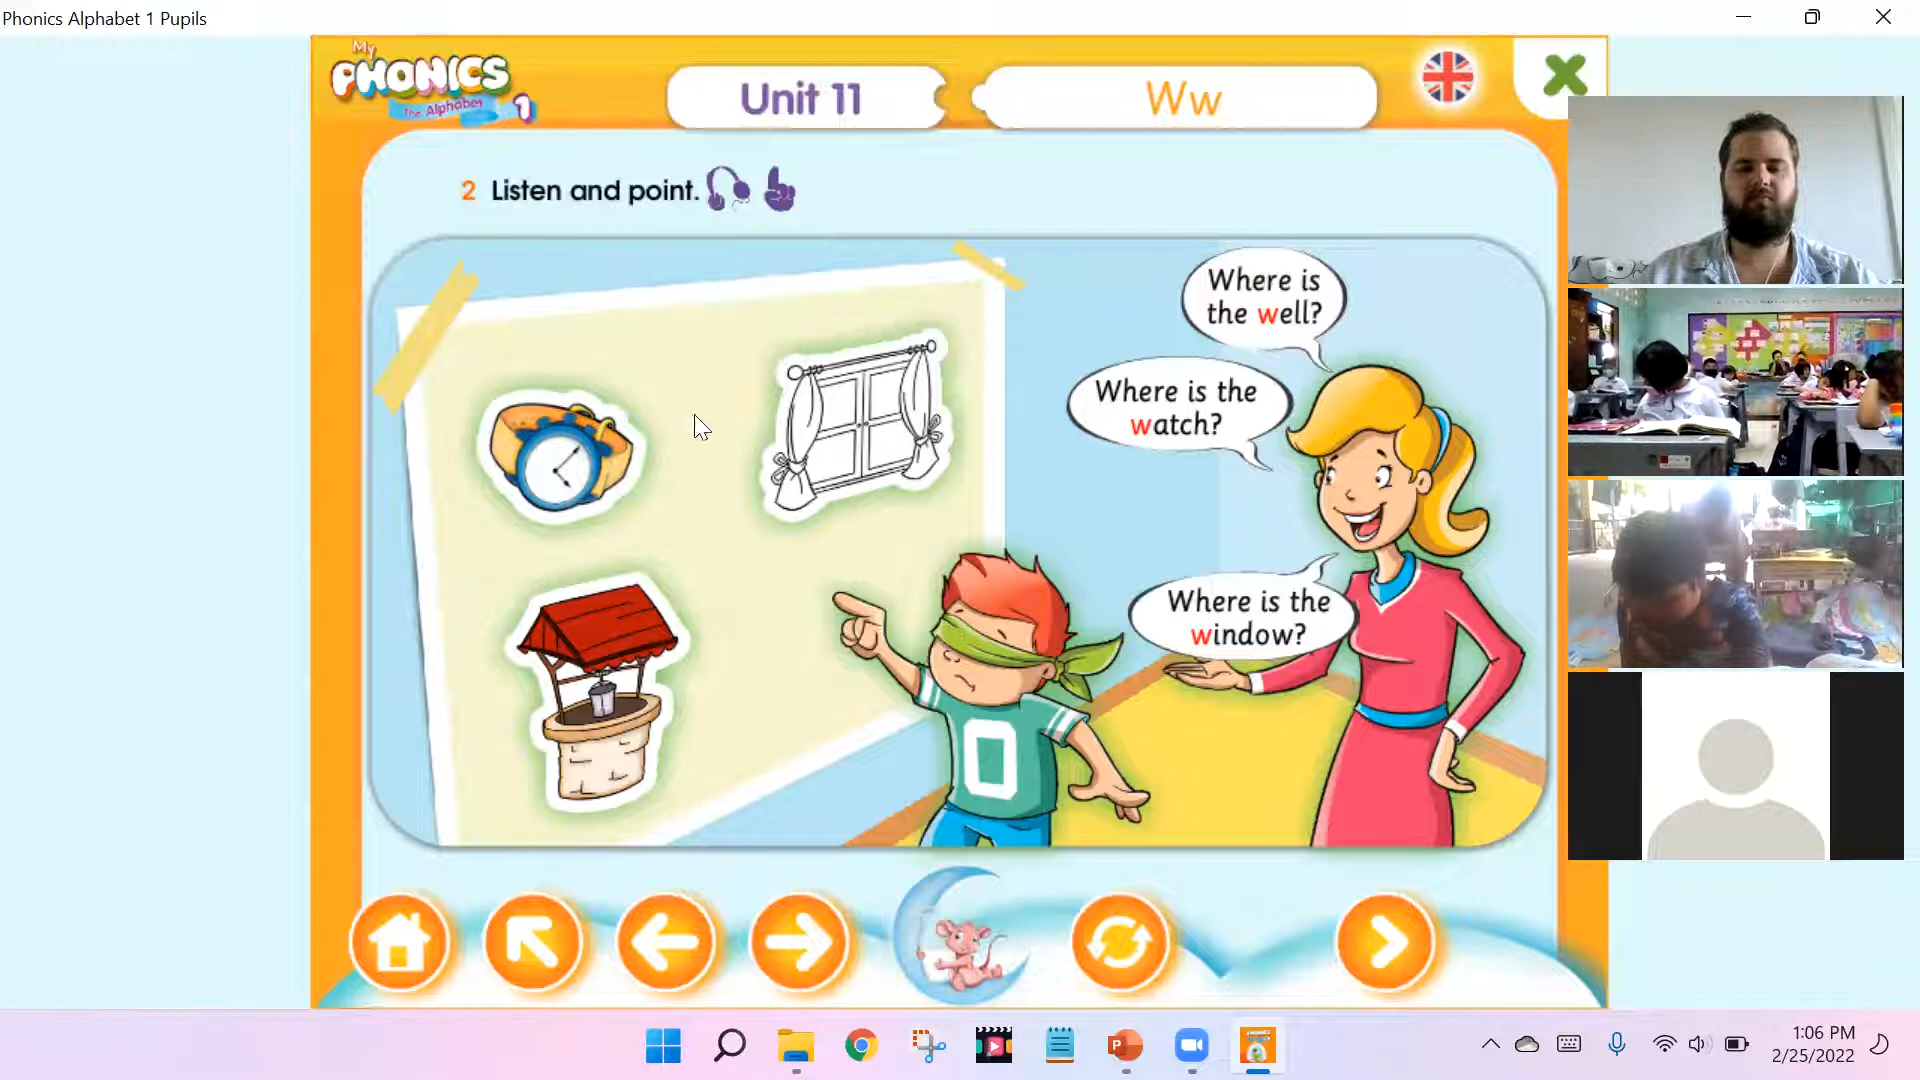 Phonics Alphabet 1 Pupils
My
PHONICS
The Alphabet 1
Unit 11
Ww
2 Listen and point.
Where is
the well?
Where is the
watch?
Where is the
window?
0
1:06 PM
2/25/2022